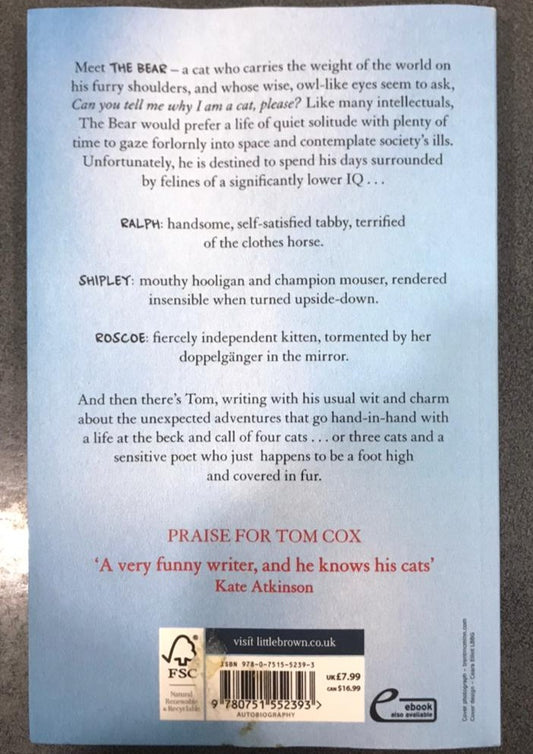 Meet THE BEAR – a cat who carries the weight of the world on
his furry shoulders, and whose wise, owl-like eyes seem to ask,
Can you tell me why I am a cat, please? Like many intellectuals,
The Bear would prefer a life of quiet solitude with plenty of
time to gaze forlornly into space and contemplate society's ills.
Unfortunately, he is destined to spend his days surrounded
by felines of a significantly lower IQ . . .
RALPH: handsome, self-satisfied tabby, terrified
of the clothes horse.
SHIPLEY: mouthy hooligan and champion mouser, rendered
insensible when turned upside-down.
ROSCOE: fiercely independent kitten, tormented by her
doppelgänger in the mirror.
And then there's Tom, writing with his usual wit and charm
about the unexpected adventures that go hand-in-hand with
a life at the beck and call of four cats . . . or three cats and a
sensitive poet who just happens to be a foot high
and covered in fur.
PRAISE FOR TOM COX
'A very funny writer, and he knows his cats'
Kate Atkinson
visit littlebrown.co.uk
FSC
Natural
Renewable
& Recyclable
ISBN 978-0-7515-5239-3
9 780751 552393 >
AUTOBIOGRAPHY
UK £7.99
CAN $16.99
e
ebook
also available
Cover photograph -
Cover design -